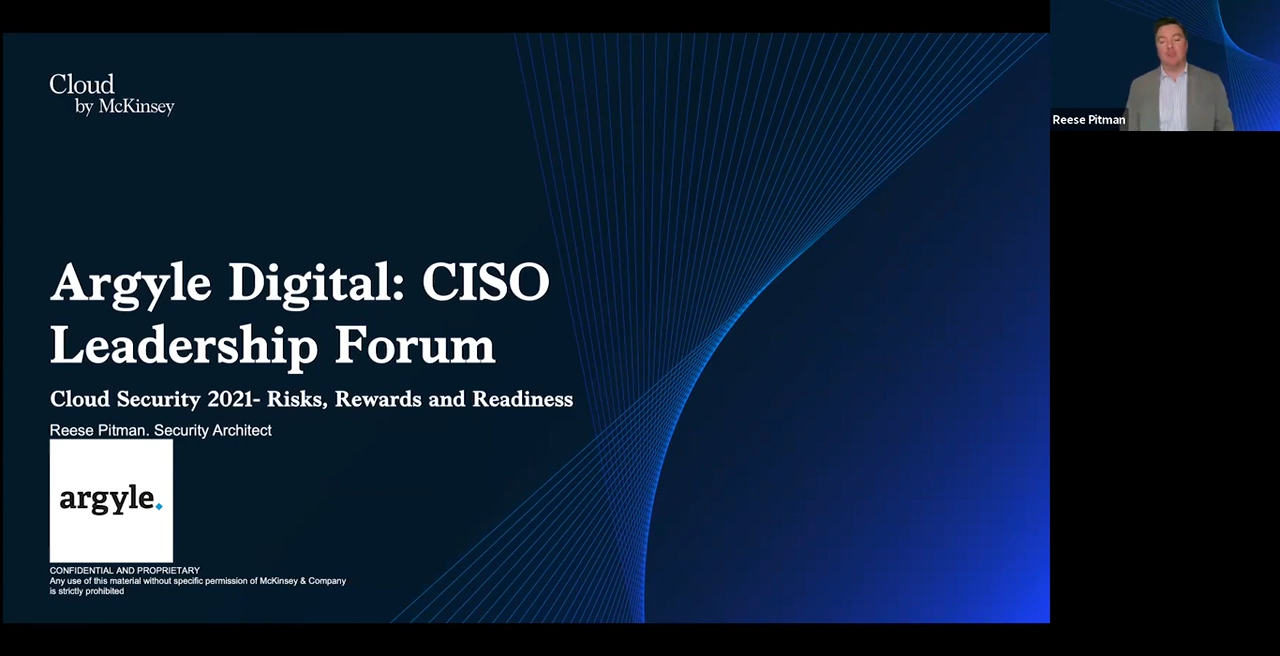 Cloud
by McKinsey
Argyle Digital: CISO
Leadership Forum
Cloud Security 2021- Risks, Rewards and Readiness
Reese Pitman. Security Architect
argyle.
CONFIDENTIAL AND PROPRIETARY
Any use of this material without specific permission of McKinsey & Company
is strictly prohibited
Reese Pitman